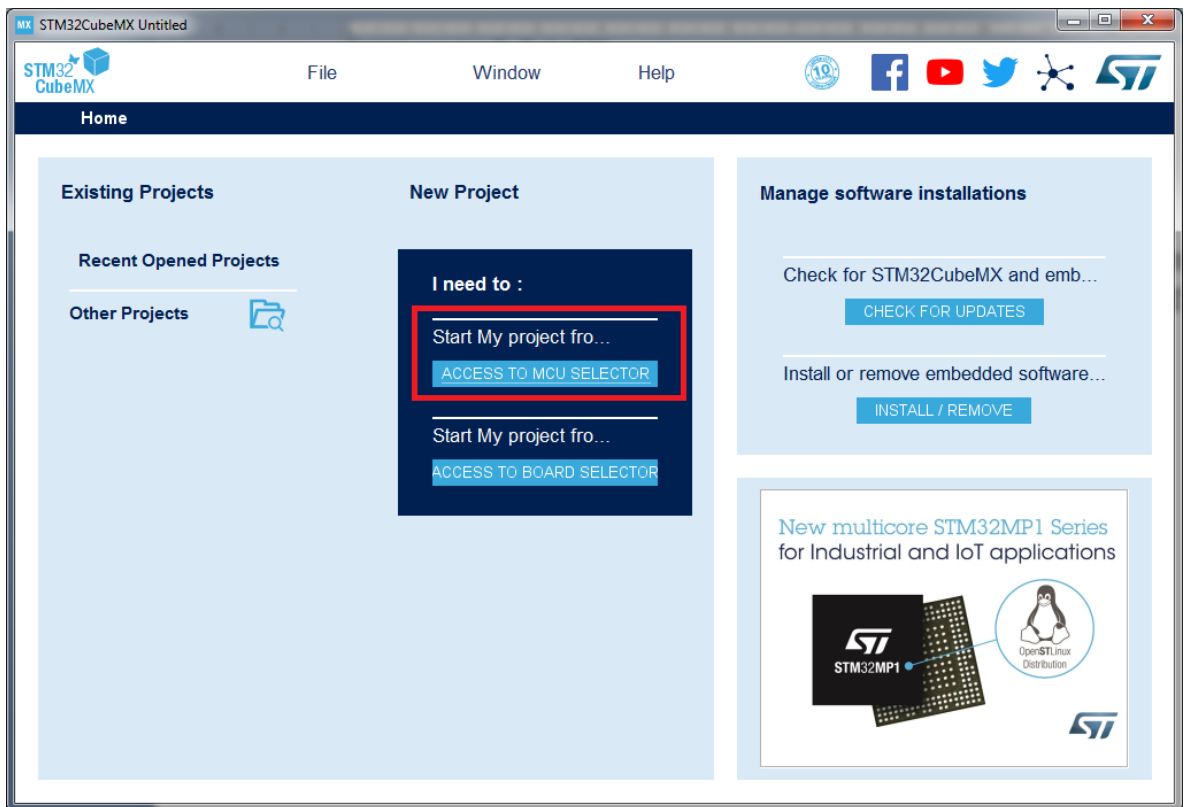 MX STM32CubeMX Untitled
STM32
CubeMX
File
Window
Help
10
Home
Existing Projects
Recent Opened Projects
Other Projects
New Project
I need to :
Start My project fro...
ACCESS TO MCU SELECTOR
Start My project fro...
ACCESS TO BOARD SELECTOR
Manage software installations
Check for STM32CubeMX and emb...
CHECK FOR UPDATES
Install or remove embedded software...
INSTALL / REMOVE
New multicore STM32MP1 Series
for Industrial and IoT applications
STM32MP1
OpenSTLinux
Distribution